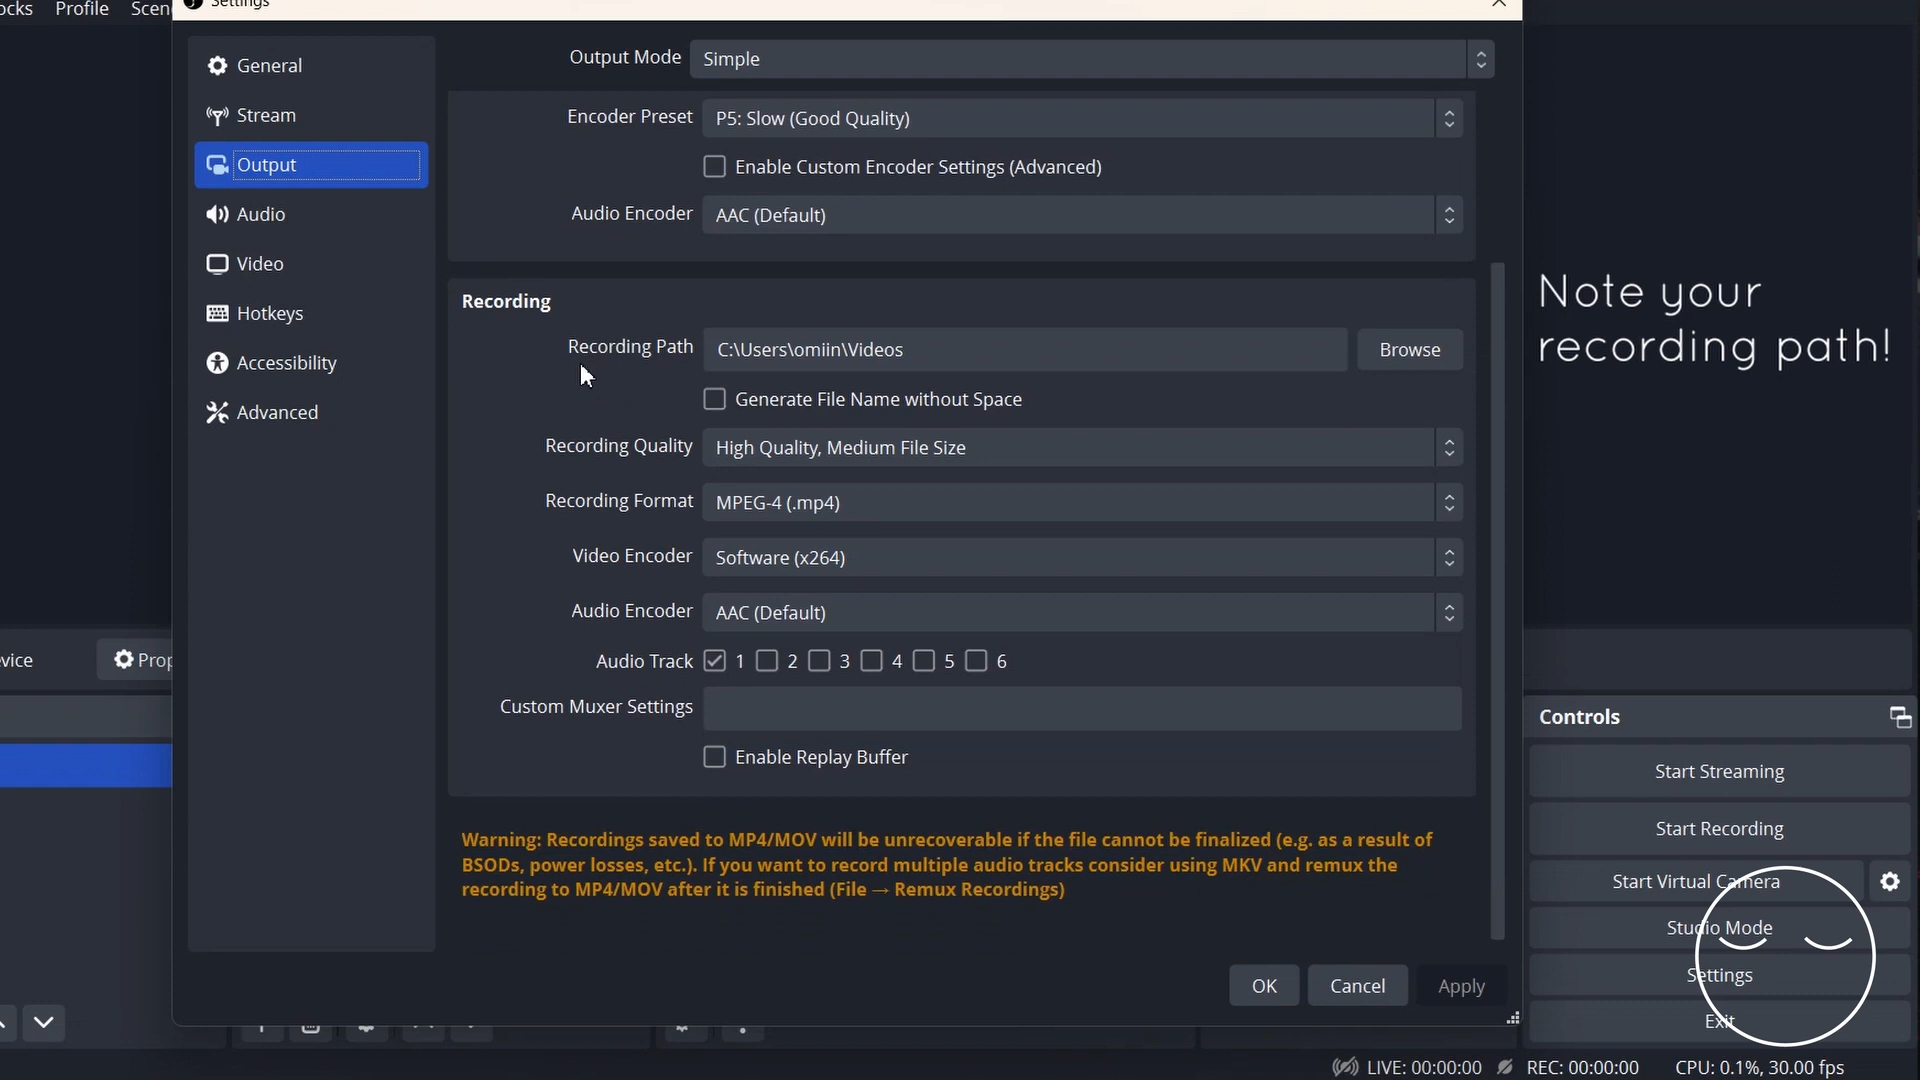 Profile
Settings
General
Stream
Output
Audio
Video
Hotkeys
Accessibility
Advanced
Output Mode Simple
Encoder Preset P5: Slow (Good Quality)
Enable Custom Encoder Settings (Advanced)
Audio Encoder AAC (Default)
Recording
Recording Path C:\Users\omiin\Videos Browse
Generate File Name without Space
Recording Quality High Quality, Medium File Size
Recording Format MPEG-4 (.mp4)
Video Encoder Software (x264)
Audio Encoder AAC (Default)
Audio Track 1 2 3 4 5 6
Custom Muxer Settings
Enable Replay Buffer
Warning: Recordings saved to MP4/MOV will be unrecoverable if the file cannot be finalized (e.g. as a result of
BSODs, power losses, etc.). If you want to record multiple audio tracks consider using MKV and remux the
recording to MP4/MOV after it is finished (File → Remux Recordings)
OK Cancel Apply
Note your
recording path!
Controls
Start Streaming
Start Recording
Start Virtual Camera
Studio Mode
Settings
Exit
LIVE: 00:00:00 REC: 00:00:00 CPU: 0.1%, 30.00 fps